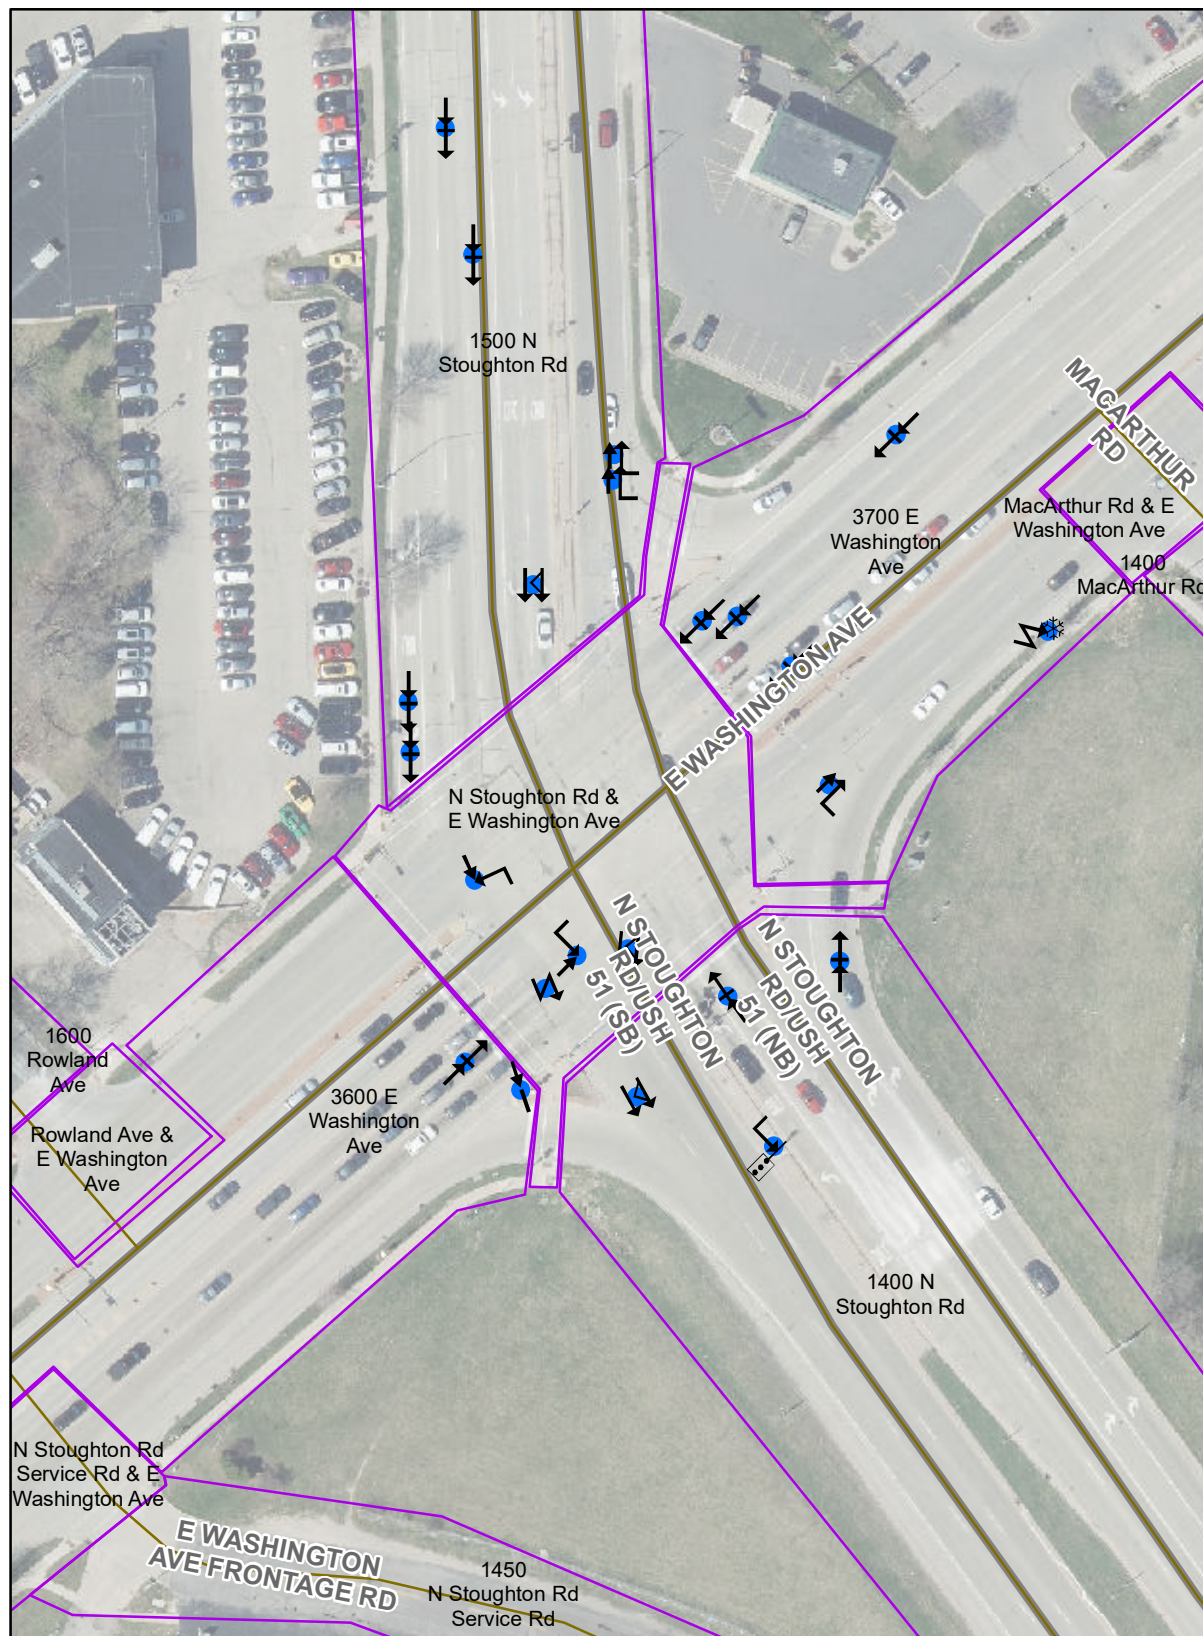 1500 N
Stoughton Rd
MACARTHUR
RD
MacArthur Rd & E
Washington Ave
3700 E
Washington
Ave
1400
MacArthur Rd
E WASHINGTON AVE
N Stoughton Rd &
E Washington Ave
N STOUGHTON
RD/USH
51 (SB)
N STOUGHTON
RD/USH
51 (NB)
1600
Rowland
Ave
3600 E
Washington
Ave
Rowland Ave &
E Washington
Ave
1400 N
Stoughton Rd
N Stoughton Rd
Service Rd & E
Washington Ave
E WASHINGTON
AVE FRONTAGE RD
1450
N Stoughton Rd
Service Rd